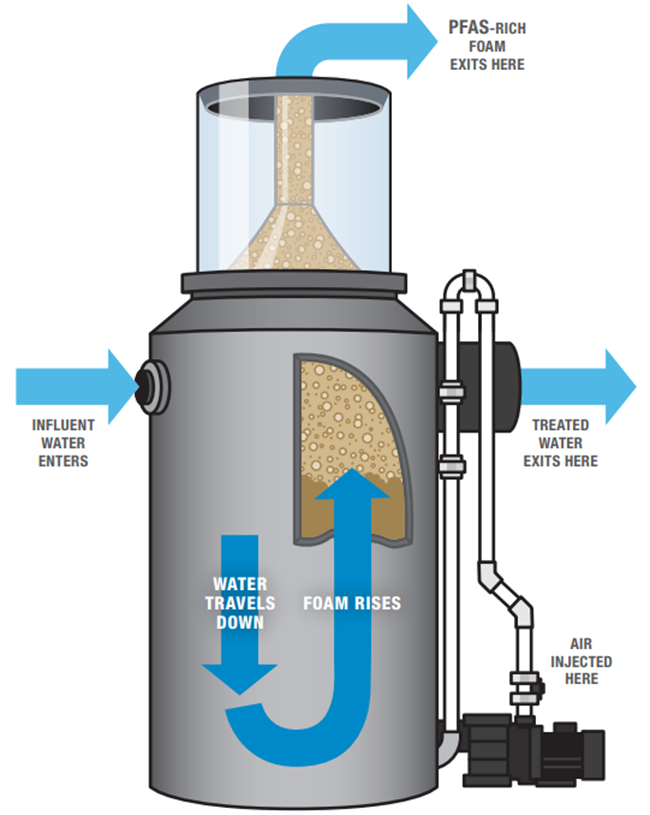 PFAS-RICH
FOAM
EXITS HERE
INFLUENT
WATER
ENTERS
TREATED
WATER
EXITS HERE
WATER
TRAVELS
DOWN
FOAM RISES
AIR
INJECTED
HERE